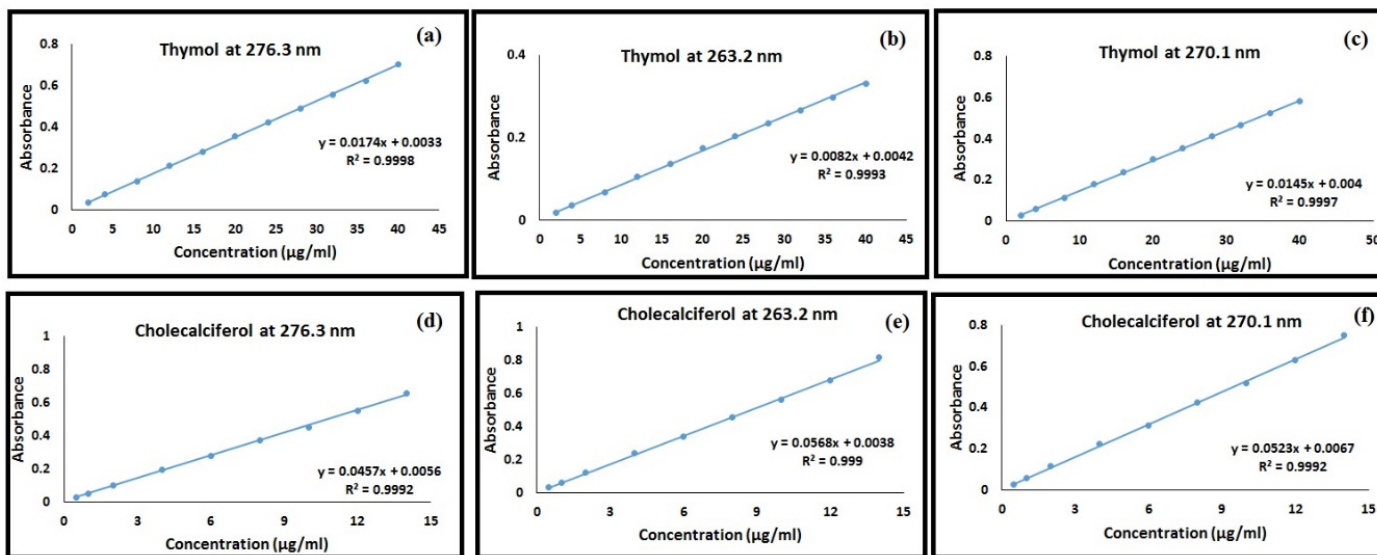 (a)
Thymol at 276.3 nm
0.8
0.6
0.4
0.2
0
Absorbance
y = 0.0174x + 0.0033
R² = 0.9998
0 5 10 15 20 25 30 35 40 45
Concentration (µg/ml)
(b)
Thymol at 263.2 nm
0.4
0.2
0
Absorbance
y = 0.0082x + 0.0042
R² = 0.9993
0 5 10 15 20 25 30 35 40 45
Concentration (µg/ml)
(c)
Thymol at 270.1 nm
0.8
0.6
0.4
0.2
0
Absorbance
y = 0.0145x + 0.004
R² = 0.9997
0 10 20 30 40 50
Concentration (µg/ml)
(d)
Cholecalciferol at 276.3 nm
1
0.8
0.6
0.4
0.2
0
Absorbance
y = 0.0457x + 0.0056
R² = 0.9992
0 3 6 9 12 15
Concentration (µg/ml)
(e)
Cholecalciferol at 263.2 nm
1
0.8
0.6
0.4
0.2
0
Absorbance
y = 0.0568x + 0.0038
R² = 0.999
0 3 6 9 12 15
Concentration (µg/ml)
(f)
Cholecalciferol at 270.1 nm
0.8
0.6
0.4
0.2
0
Absorbance
y = 0.0523x + 0.0067
R² = 0.9992
0 3 6 9 12 15
Concentration (µg/ml)